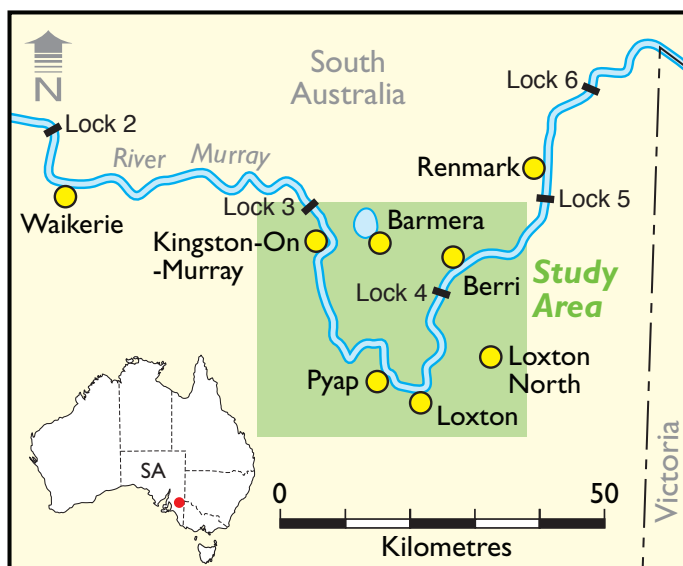 South
Australia
N
Lock 6
Lock 2
River Murray
Renmark
Lock 5
Waikerie
Lock 3
Barmera
Kingston-On
-Murray
Berri
Study
Area
Lock 4
Loxton
North
Pyap
Loxton
SA
Victoria
0 50
Kilometres